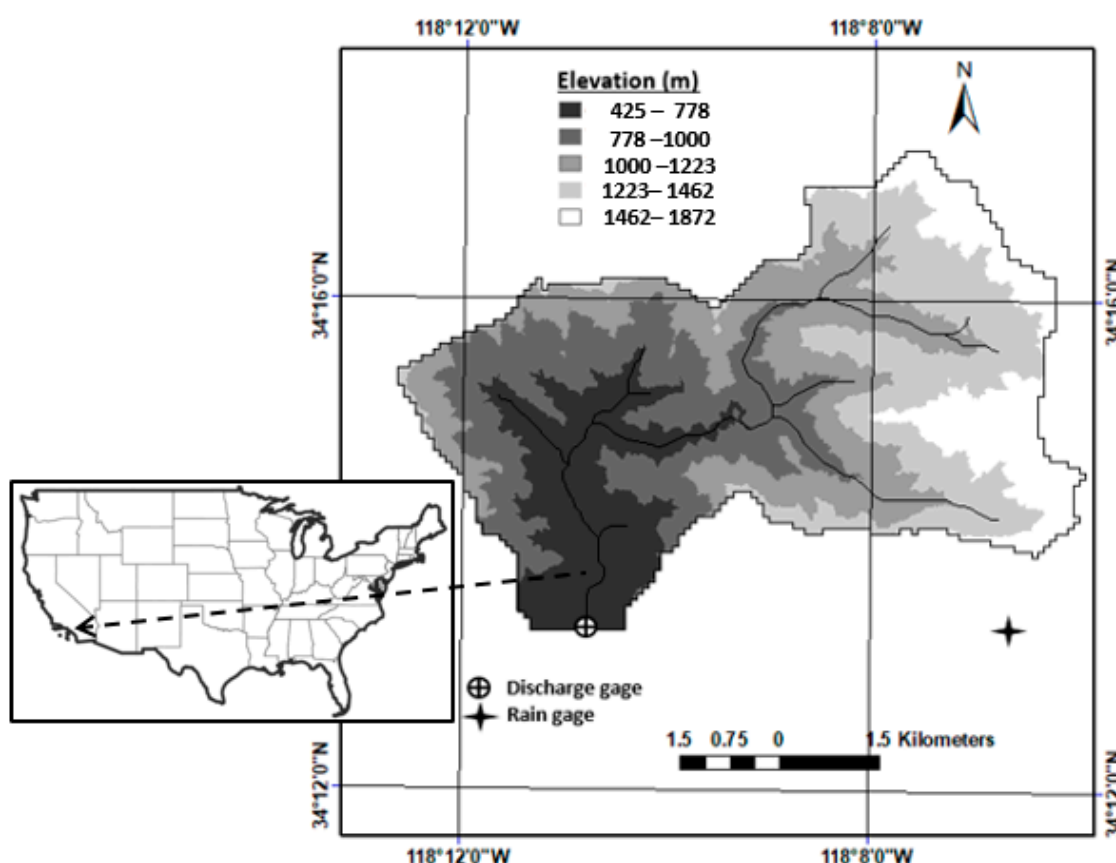 118°12'0"W
118°8'0"W
Elevation (m)
425 – 778
778 –1000
1000 –1223
1223– 1462
1462– 1872
N
34°16'0"N
34°16'0"N
Discharge gage
Rain gage
1.5 0.75 0 1.5 Kilometers
34°12'0"N
34°12'0"N
118°12'0"W
118°8'0"W